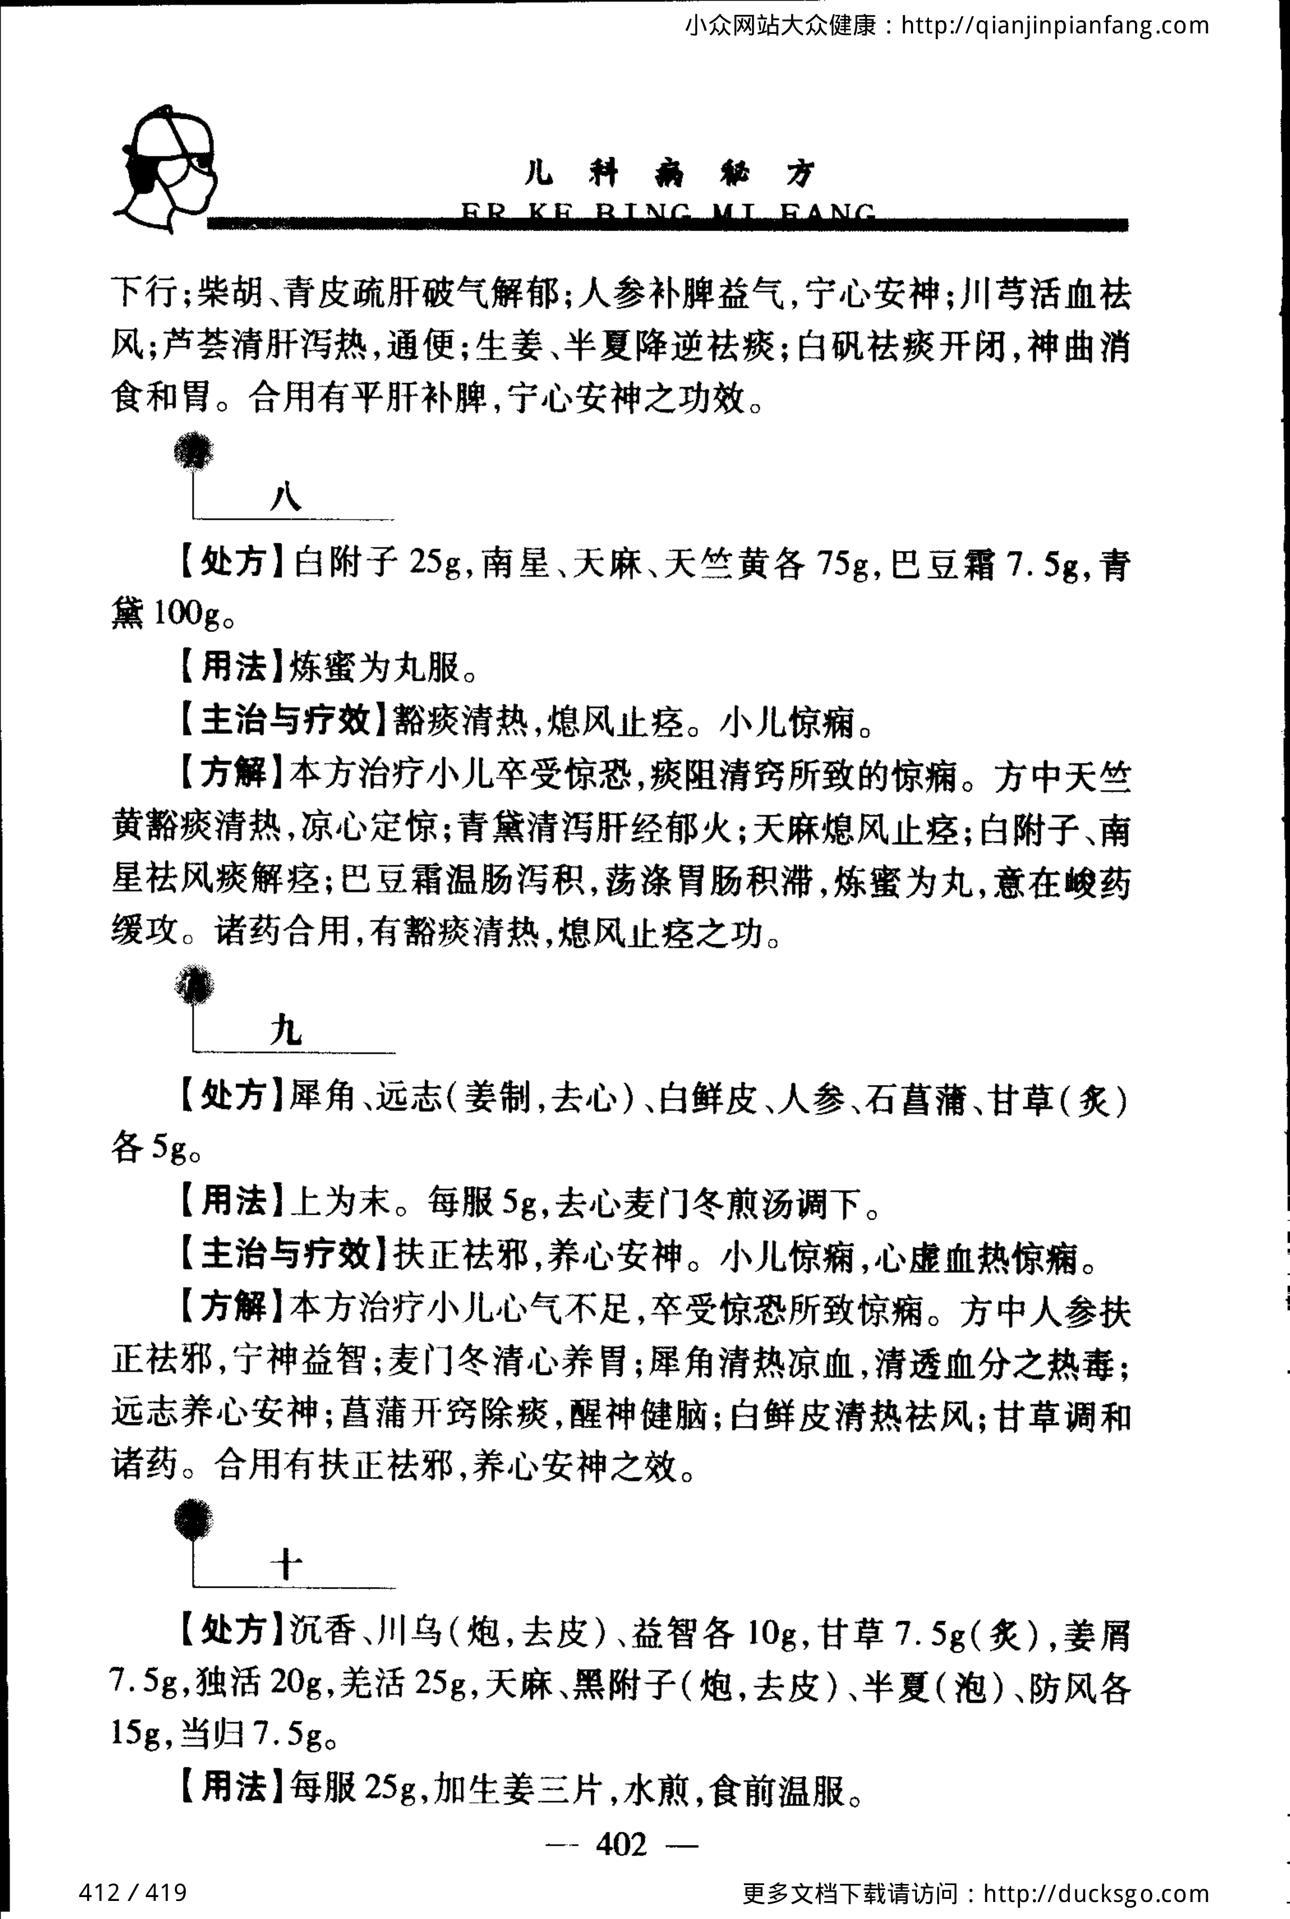 小众网站大众健康：http://qianjinpianfang.com
儿科病秘方
ER KE BING MI FANG
下行;柴胡、青皮疏肝破气解郁;人参补脾益气,宁心安神;川芎活血祛
风;芦荟清肝泻热,通便;生姜、半夏降逆祛痰;白矾祛痰开闭,神曲消
食和胃。合用有平肝补脾,宁心安神之功效。
八
【处方】白附子 25g,南星、天麻、天竺黄各 75g,巴豆霜 7.5g,青
黛 100g。
【用法】炼蜜为丸服。
【主治与疗效】豁痰清热,熄风止痉。小儿惊痫。
【方解】本方治疗小儿卒受惊恐,痰阻清窍所致的惊痫。方中天竺
黄豁痰清热,凉心定惊;青黛清泻肝经郁火;天麻熄风止痉;白附子、南
星祛风痰解痉;巴豆霜温肠泻积,荡涤胃肠积滞,炼蜜为丸,意在峻药
缓攻。诸药合用,有豁痰清热,熄风止痉之功。
九
【处方】犀角、远志(姜制,去心)、白鲜皮、人参、石菖蒲、甘草(炙)
各 5g。
【用法】上为末。每服 5g,去心麦门冬煎汤调下。
【主治与疗效】扶正祛邪,养心安神。小儿惊痫,心虚血热惊痫。
【方解】本方治疗小儿心气不足,卒受惊恐所致惊痫。方中人参扶
正祛邪,宁神益智;麦门冬清心养胃;犀角清热凉血,清透血分之热毒;
远志养心安神;菖蒲开窍除痰,醒神健脑;白鲜皮清热祛风;甘草调和
诸药。合用有扶正祛邪,养心安神之效。
十
【处方】沉香、川乌(炮,去皮)、益智各 10g,甘草 7.5g(炙),姜屑
7.5g,独活 20g,羌活 25g,天麻、黑附子(炮,去皮)、半夏(泡)、防风各
15g,当归 7.5g。
【用法】每服 25g,加生姜三片,水煎,食前温服。
— 402 —
412 / 419
更多文档下载请访问：http://ducksgo.com